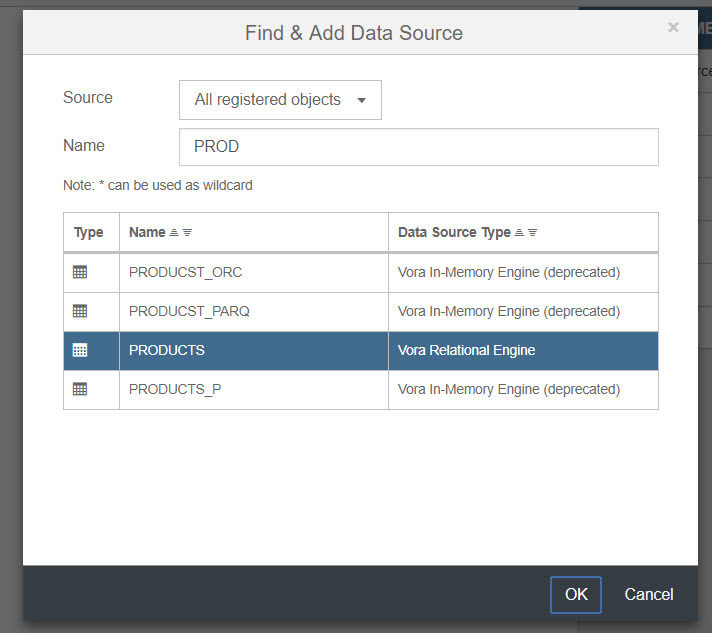 Find & Add Data Source
×
ME
Source All registered objects
rce
Name PROD
Note: * can be used as wildcard
Type Name Data Source Type
PRODUCST_ORC Vora In-Memory Engine (deprecated)
PRODUCST_PARQ Vora In-Memory Engine (deprecated)
PRODUCTS Vora Relational Engine
PRODUCTS_P Vora In-Memory Engine (deprecated)
OK Cancel